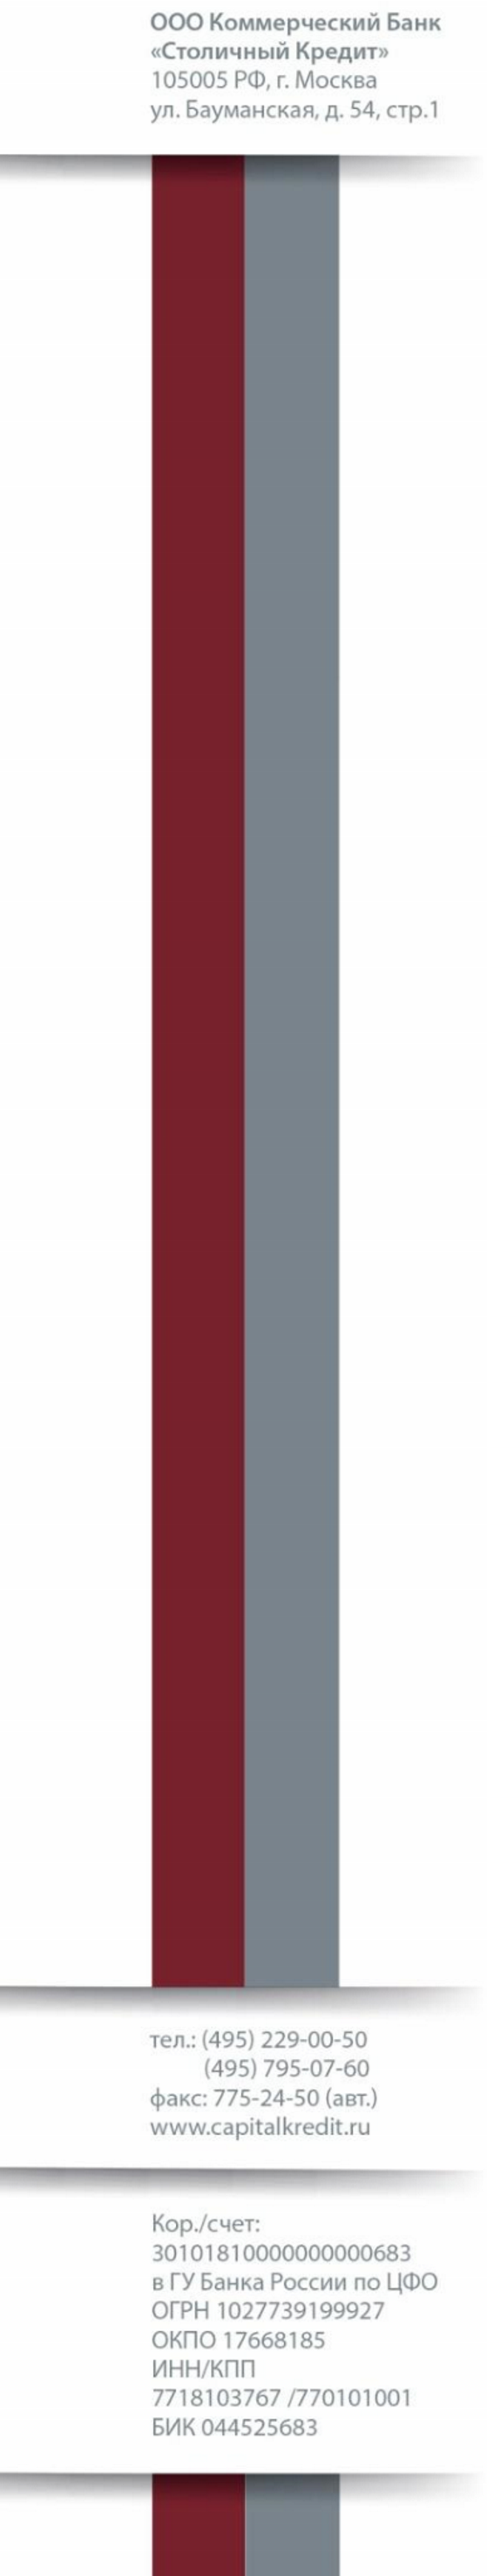 ООО Коммерческий Банк
«Столичный Кредит»
105005 РФ, г. Москва
ул. Бауманская, д. 54, стр.1
тел.: (495) 229-00-50
(495) 795-07-60
факс: 775-24-50 (авт.)
www.capitalkredit.ru
Кор./счет:
30101810000000000683
в ГУ Банка России по ЦФО
ОГРН 1027739199927
ОКПО 17668185
ИНН/КПП
7718103767 /770101001
БИК 044525683